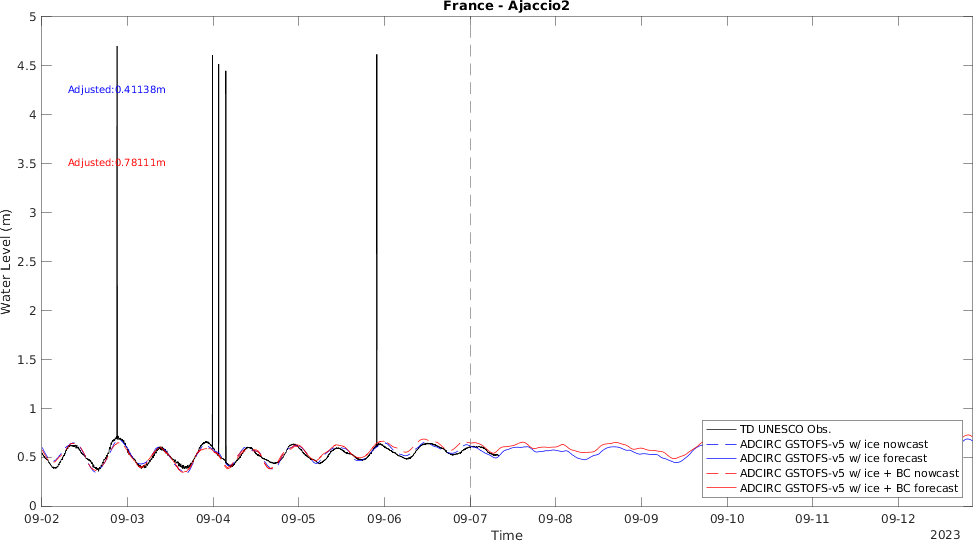 France - Ajaccio2
5
4.5
4
3.5
3
2.5
2
1.5
1
0.5
0
Water Level (m)
Adjusted:0.41138m
Adjusted:0.78111m
TD UNESCO Obs.
ADCIRC GSTOFS-v5 w/ ice nowcast
ADCIRC GSTOFS-v5 w/ ice forecast
ADCIRC GSTOFS-v5 w/ ice + BC nowcast
ADCIRC GSTOFS-v5 w/ ice + BC forecast
09-02 09-03 09-04 09-05 09-06 09-07 09-08 09-09 09-10 09-11 09-12
Time
2023